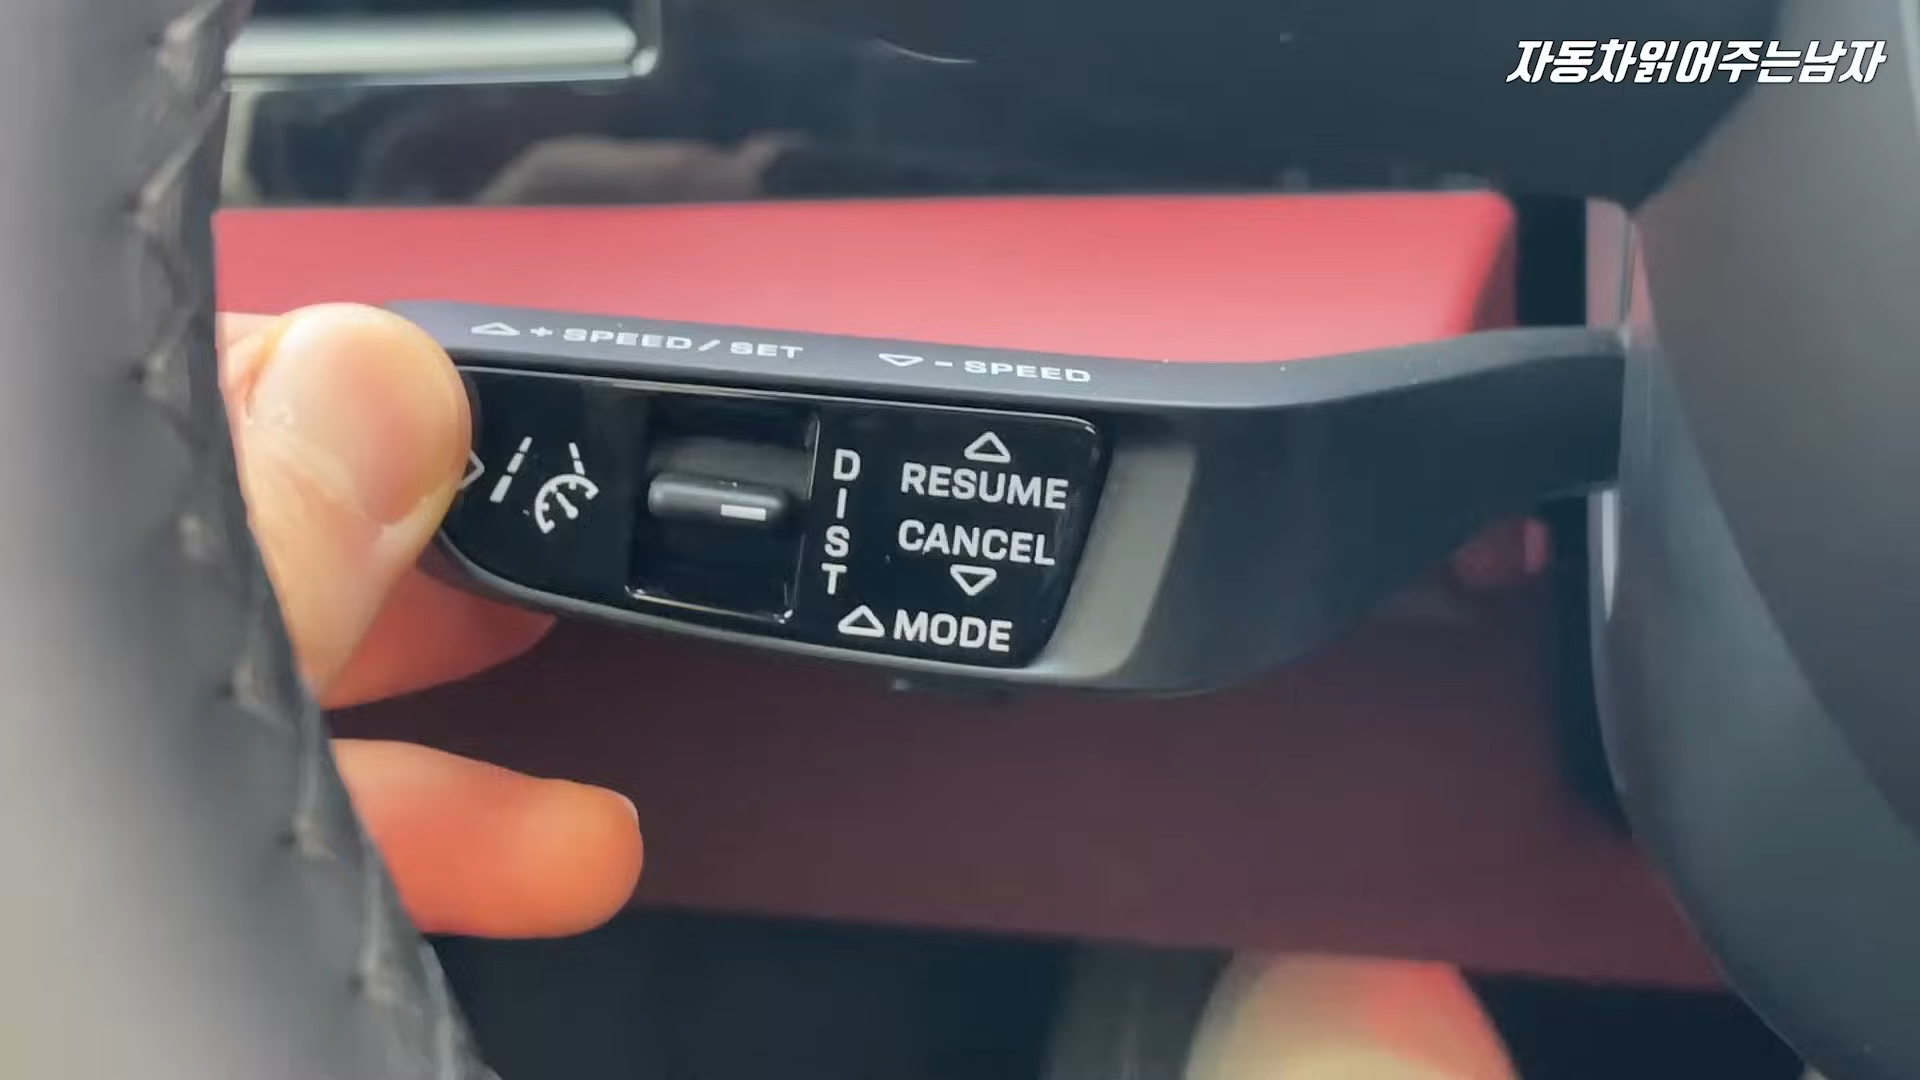 자동차읽어주는남자
△ + SPEED / SET ▽ - SPEED
DIST
△
RESUME
CANCEL
▽
△ MODE